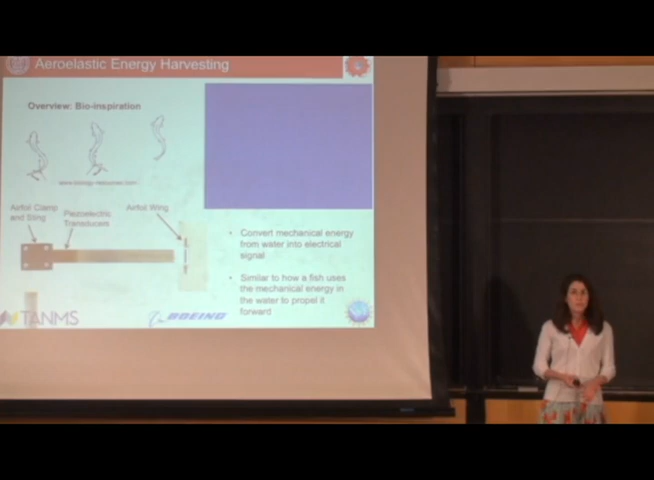 Aeroelastic Energy Harvesting
Overview: Bio-inspiration
Airfoil Clamp
and Sting
Piezoelectric
Transducers
Airfoil Wing
• Convert mechanical energy
from water into electrical
signal
• Similar to how a fish uses
the mechanical energy in
the water to propel it
forward
TANMS
BOEING